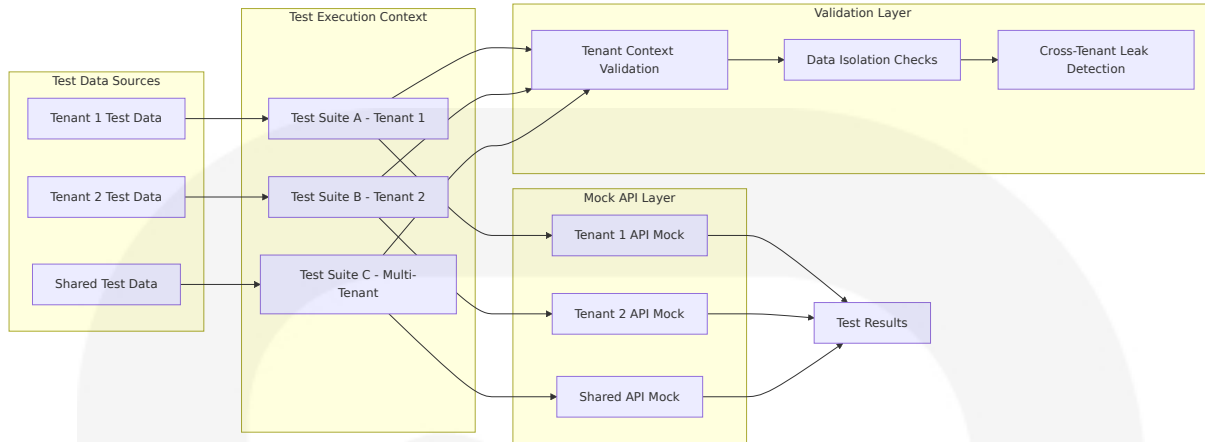 Test Data Sources
Tenant 1 Test Data
Tenant 2 Test Data
Shared Test Data
Test Execution Context
Test Suite A - Tenant 1
Test Suite B - Tenant 2
Test Suite C - Multi-
Tenant
Validation Layer
Tenant Context
Validation
Data Isolation Checks
Cross-Tenant Leak
Detection
Mock API Layer
Tenant 1 API Mock
Tenant 2 API Mock
Shared API Mock
Test Results